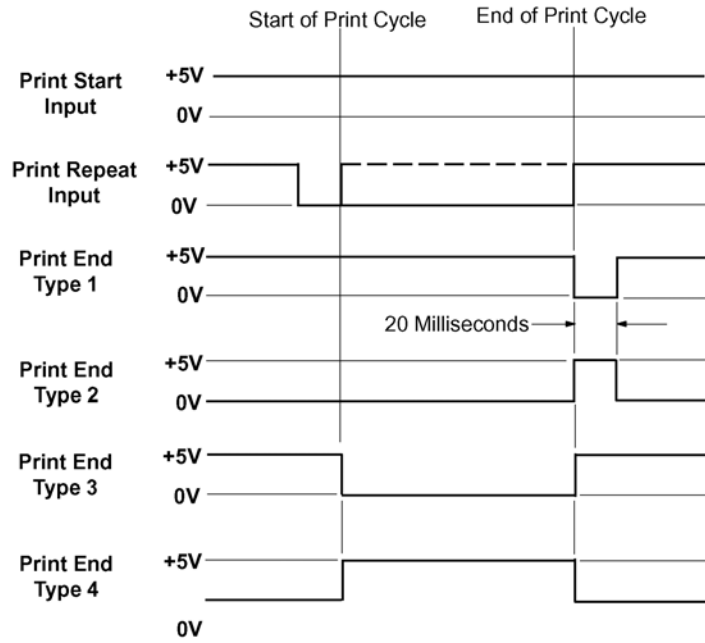 Start of Print Cycle
End of Print Cycle
Print Start
Input
+5V
0V
Print Repeat
Input
+5V
0V
Print End
Type 1
+5V
0V
20 Milliseconds
Print End
Type 2
+5V
0V
Print End
Type 3
+5V
0V
Print End
Type 4
+5V
0V